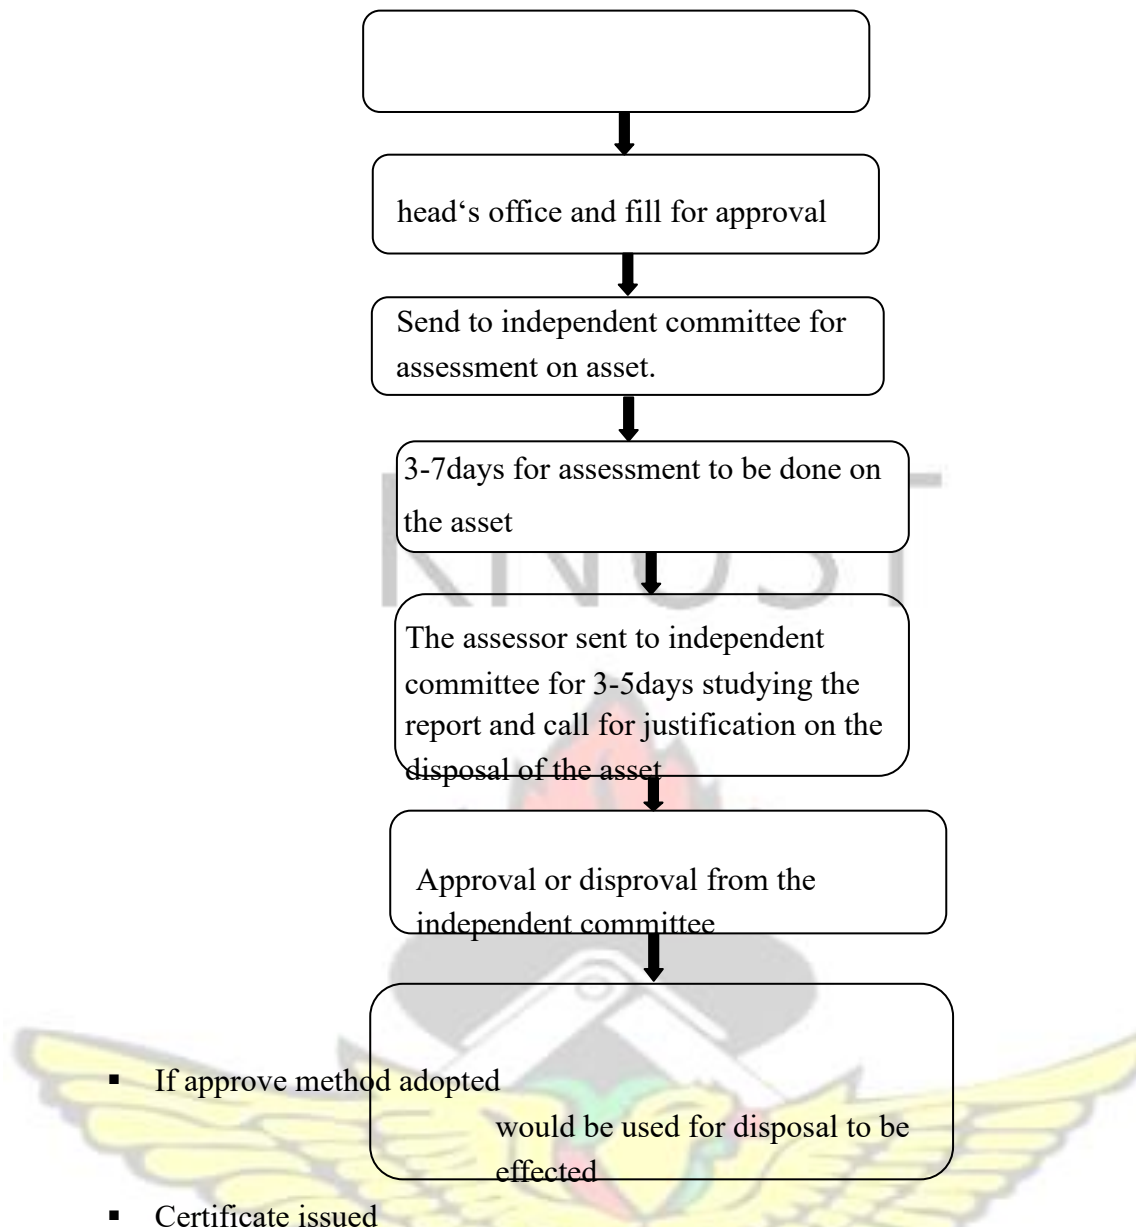 head‘s office and fill for approval
Send to independent committee for
assessment on asset.
3-7days for assessment to be done on
the asset
KNUST
The assessor sent to independent
committee for 3-5days studying the
report and call for justification on the
disposal of the asset
Approval or disproval from the
independent committee
▪ If approve method adopted
would be used for disposal to be
effected
▪ Certificate issued